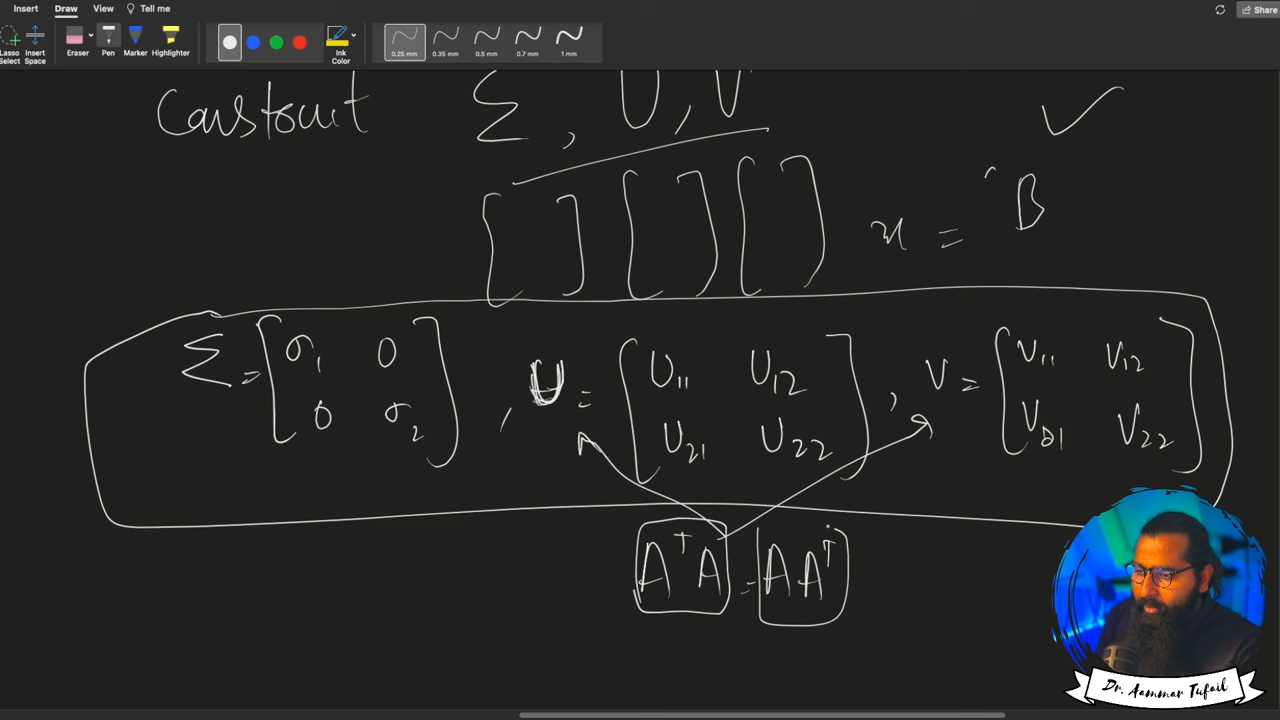 Insert Draw View Tell me
Share
Lasso Select
Insert Space
Eraser
Pen
Marker
Highlighter
Ink Color
0.25 mm 0.35 mm 0.5 mm 0.7 mm 1 mm
Construct Σ, U, V
[ ] [ ] [ ] x = B
Σ = [σ₁ 0 , U = [U₁₁ U₁₂ , V = [V₁₁ V₁₂
0 σ₂] U₂₁ U₂₂] V₂₁ V₂₂]
AᵀA = AAᵀ
Dr. Aammar Tufail